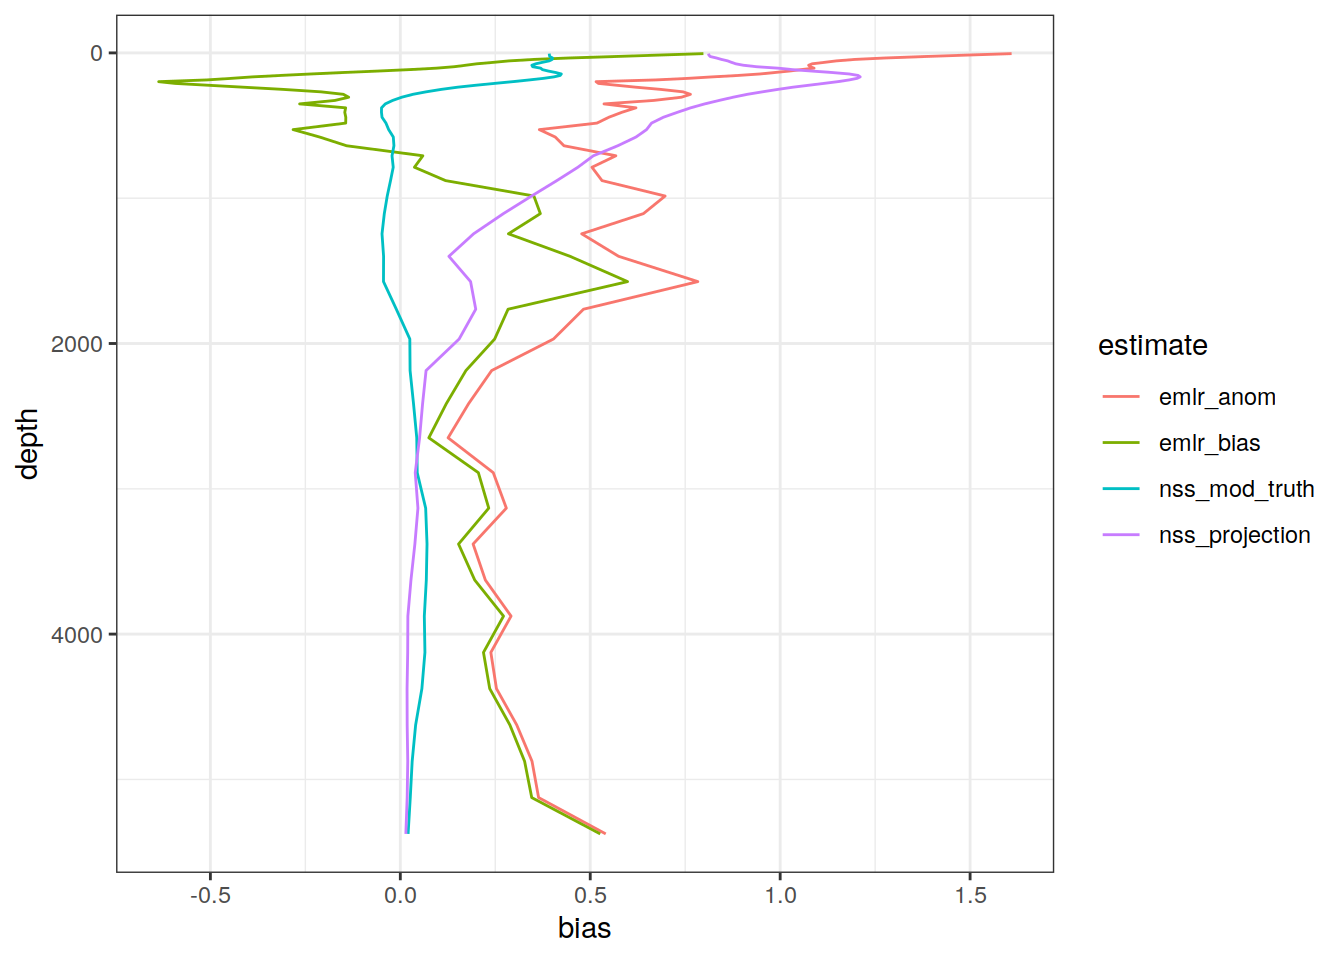 0
2000
4000
depth
-0.5
0.0
0.5
1.0
1.5
bias
estimate
emlr_anom
emlr_bias
nss_mod_truth
nss_projection